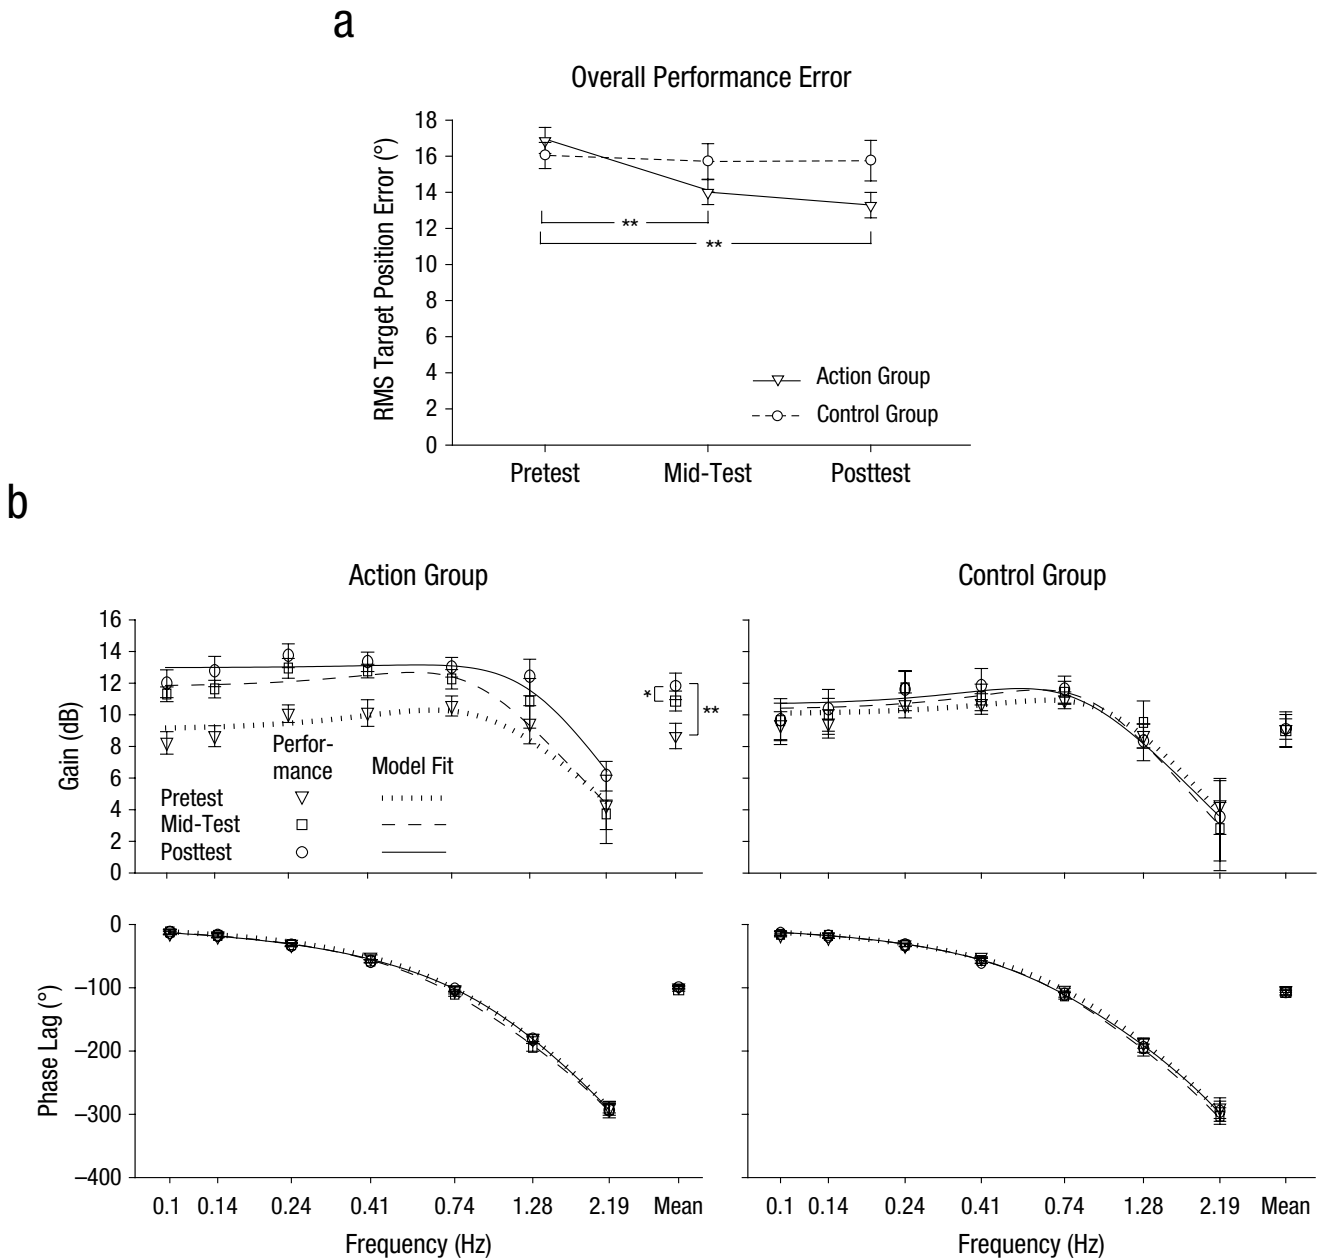 a
Overall Performance Error
RMS Target Position Error (°)
18
16
14
12
10
8
6
4
2
0
**
**
Action Group
Control Group
Pretest Mid-Test Posttest
b
Action Group
Control Group
Gain (dB)
16
14
12
10
8
6
4
2
0
*
**
Perfor-
mance
Model Fit
Pretest
Mid-Test
Posttest
Phase Lag (°)
0
–100
–200
–300
–400
0.1 0.14 0.24 0.41 0.74 1.28 2.19 Mean
0.1 0.14 0.24 0.41 0.74 1.28 2.19 Mean
Frequency (Hz)
Frequency (Hz)